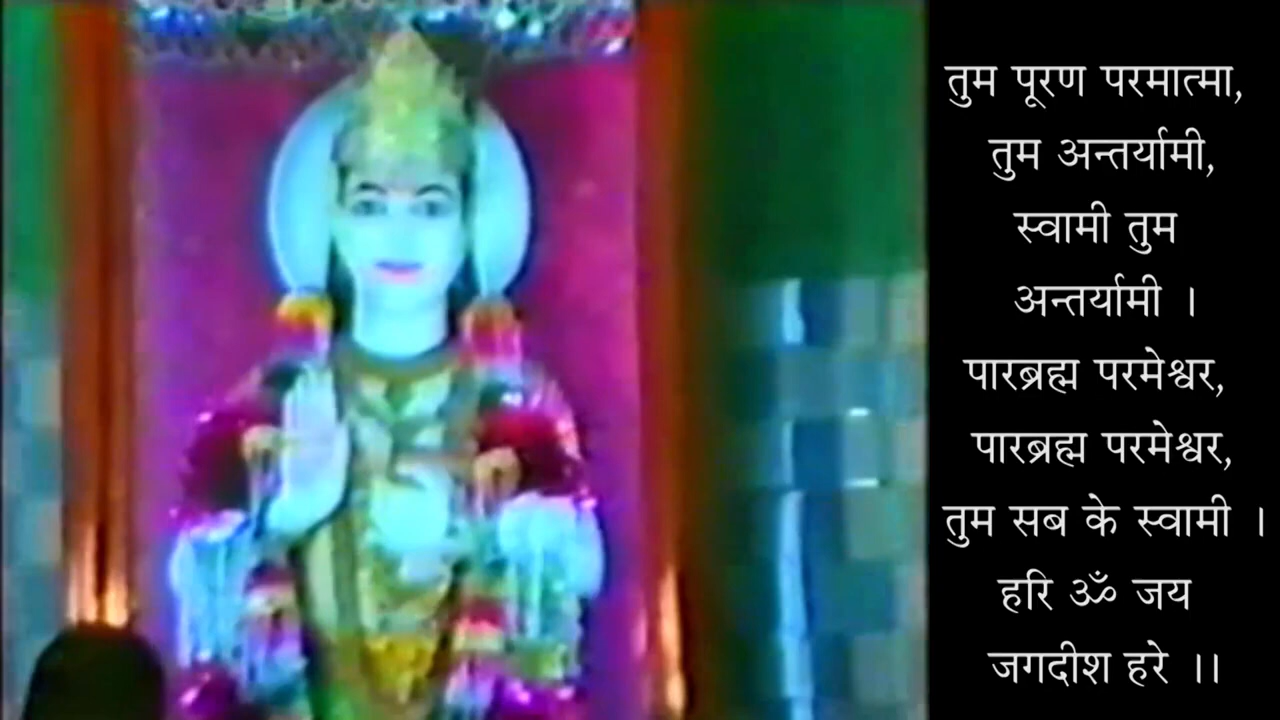 तुम पूरण परमात्मा,
तुम अन्तर्यामी,
स्वामी तुम
अन्तर्यामी ।
पारब्रह्म परमेश्वर,
पारब्रह्म परमेश्वर,
तुम सब के स्वामी ।
हरि ॐ जय
जगदीश हरे ।।